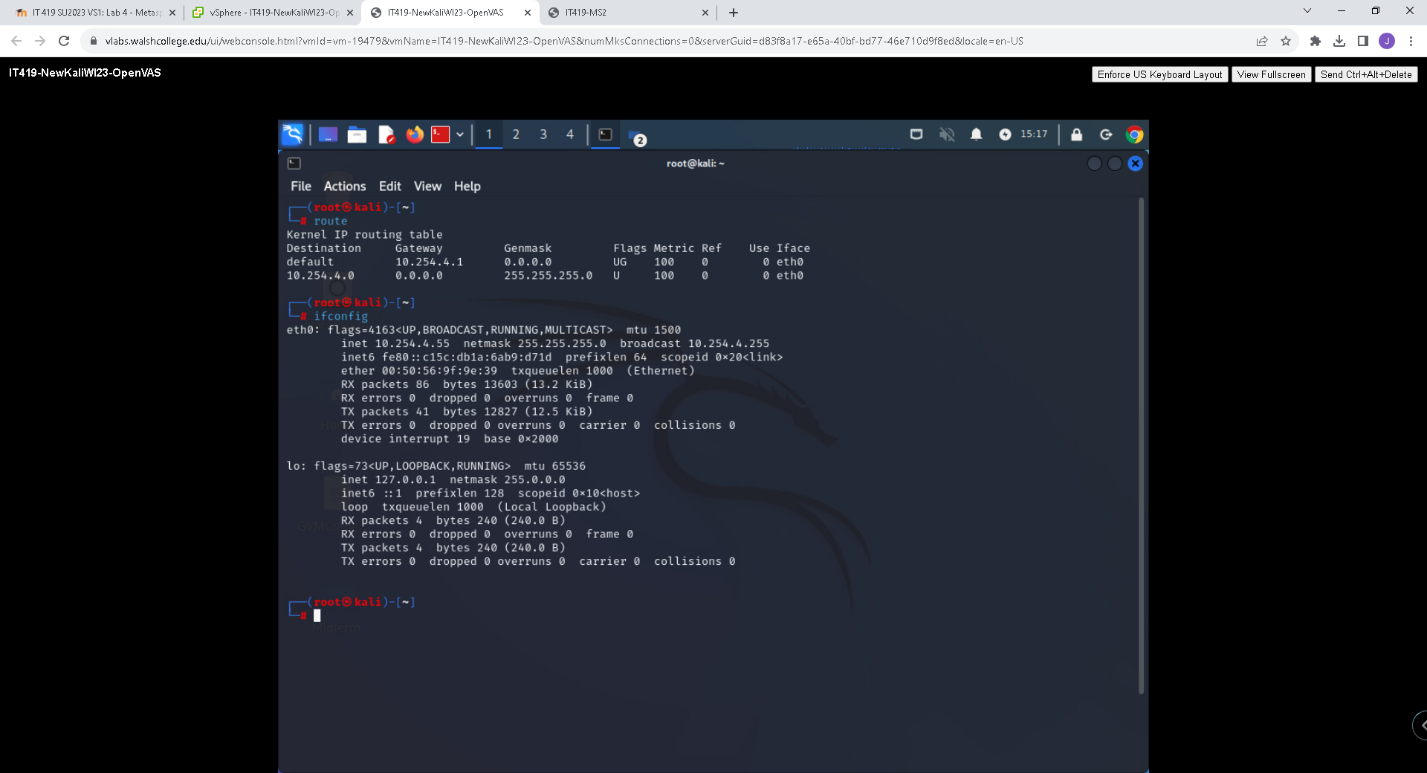 IT 419 SU2023 VS1: Lab 4 - Metas
vSphere - IT419-NewKaliWI23-Op
IT419-NewKaliWI23-OpenVAS
IT419-MS2
vlabs.walshcollege.edu/ui/webconsole.html?vmId=vm-19479&vmName=IT419-NewKaliWI23-OpenVAS&numMksConnections=0&serverGuid=d83f8a17-e65a-40bf-bd77-46e710d9f8ed&locale=en-US
J
IT419-NewKaliWI23-OpenVAS
Enforce US Keyboard Layout View Fullscreen Send Ctrl+Alt+Delete
1 2 3 4 2 15:17
root@kali: ~
File Actions Edit View Help
┌──(root㉿kali)-[~]
└─# route
Kernel IP routing table
Destination Gateway Genmask Flags Metric Ref Use Iface
default 10.254.4.1 0.0.0.0 UG 100 0 0 eth0
10.254.4.0 0.0.0.0 255.255.255.0 U 100 0 0 eth0
┌──(root㉿kali)-[~]
└─# ifconfig
eth0: flags=4163<UP,BROADCAST,RUNNING,MULTICAST> mtu 1500
inet 10.254.4.55 netmask 255.255.255.0 broadcast 10.254.4.255
inet6 fe80::c15c:db1a:6ab9:d71d prefixlen 64 scopeid 0×20<link>
ether 00:50:56:9f:9e:39 txqueuelen 1000 (Ethernet)
RX packets 86 bytes 13603 (13.2 KiB)
RX errors 0 dropped 0 overruns 0 frame 0
TX packets 41 bytes 12827 (12.5 KiB)
TX errors 0 dropped 0 overruns 0 carrier 0 collisions 0
device interrupt 19 base 0×2000
lo: flags=73<UP,LOOPBACK,RUNNING> mtu 65536
inet 127.0.0.1 netmask 255.0.0.0
inet6 ::1 prefixlen 128 scopeid 0×10<host>
loop txqueuelen 1000 (Local Loopback)
RX packets 4 bytes 240 (240.0 B)
RX errors 0 dropped 0 overruns 0 frame 0
TX packets 4 bytes 240 (240.0 B)
TX errors 0 dropped 0 overruns 0 carrier 0 collisions 0
┌──(root㉿kali)-[~]
└─#